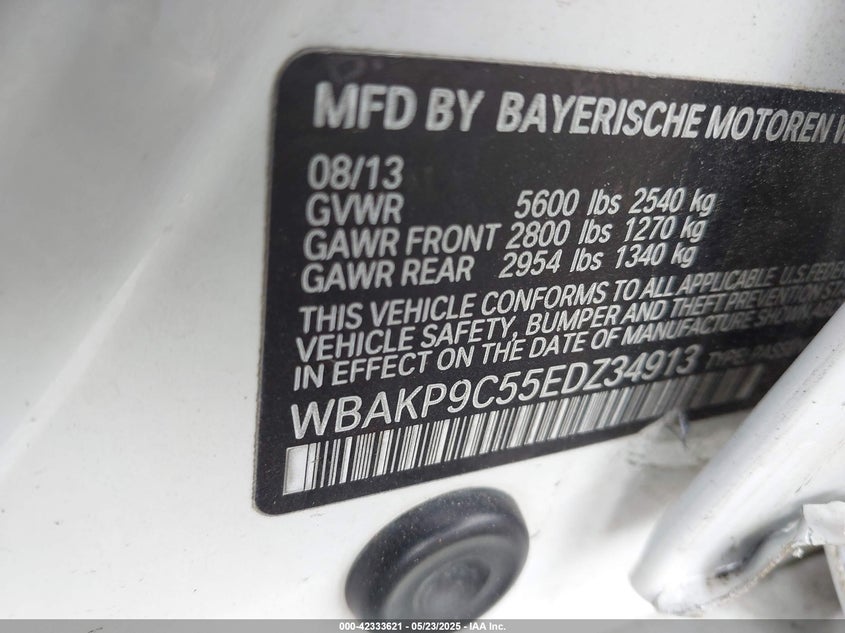 MFD BY BAYERISCHE MOTOREN
08/13
GVWR 5600 lbs 2540 kg
GAWR FRONT 2800 lbs 1270 kg
GAWR REAR 2954 lbs 1340 kg
THIS VEHICLE CONFORMS TO ALL APPLICABLE U.S. FEDE
VEHICLE SAFETY, BUMPER AND THEFT PREVENTION
IN EFFECT ON THE DATE OF MANUFACTURE SHOWN
WBAKP9C55EDZ34913 TYPE:
000-42333621 - 05/23/2025 - IAA Inc.